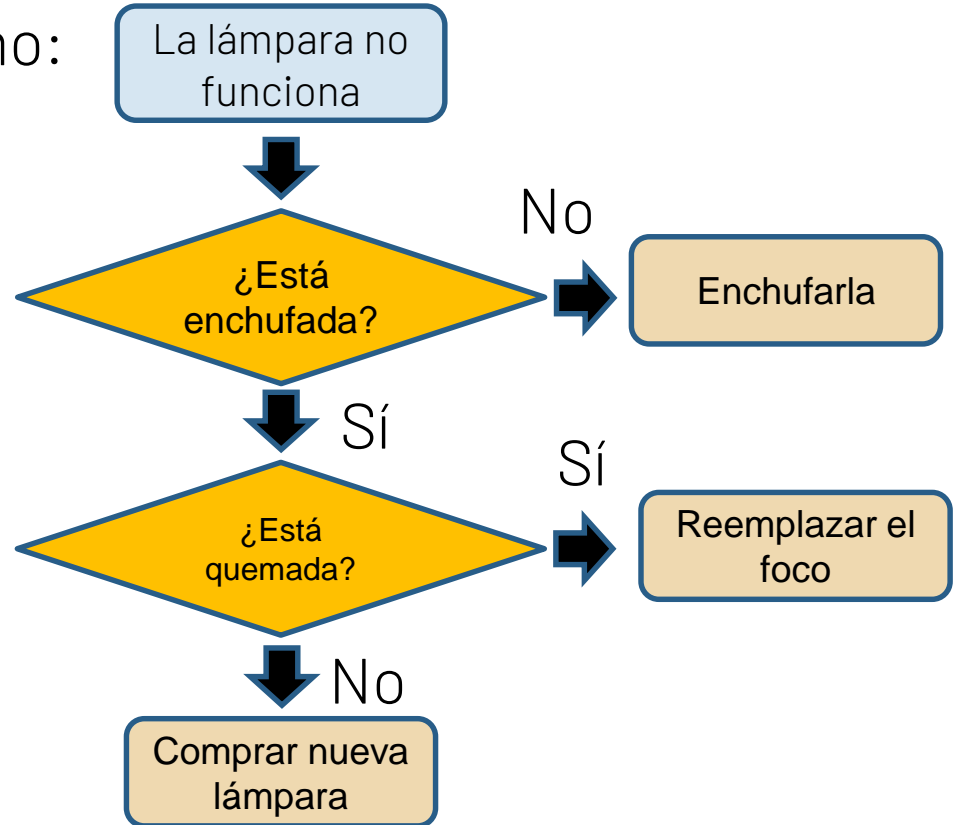 La lámpara no
funciona
No
¿Está
enchufada?
Enchufarla
Sí
Sí
¿Está
quemada?
Reemplazar el
foco
No
Comprar nueva
lámpara